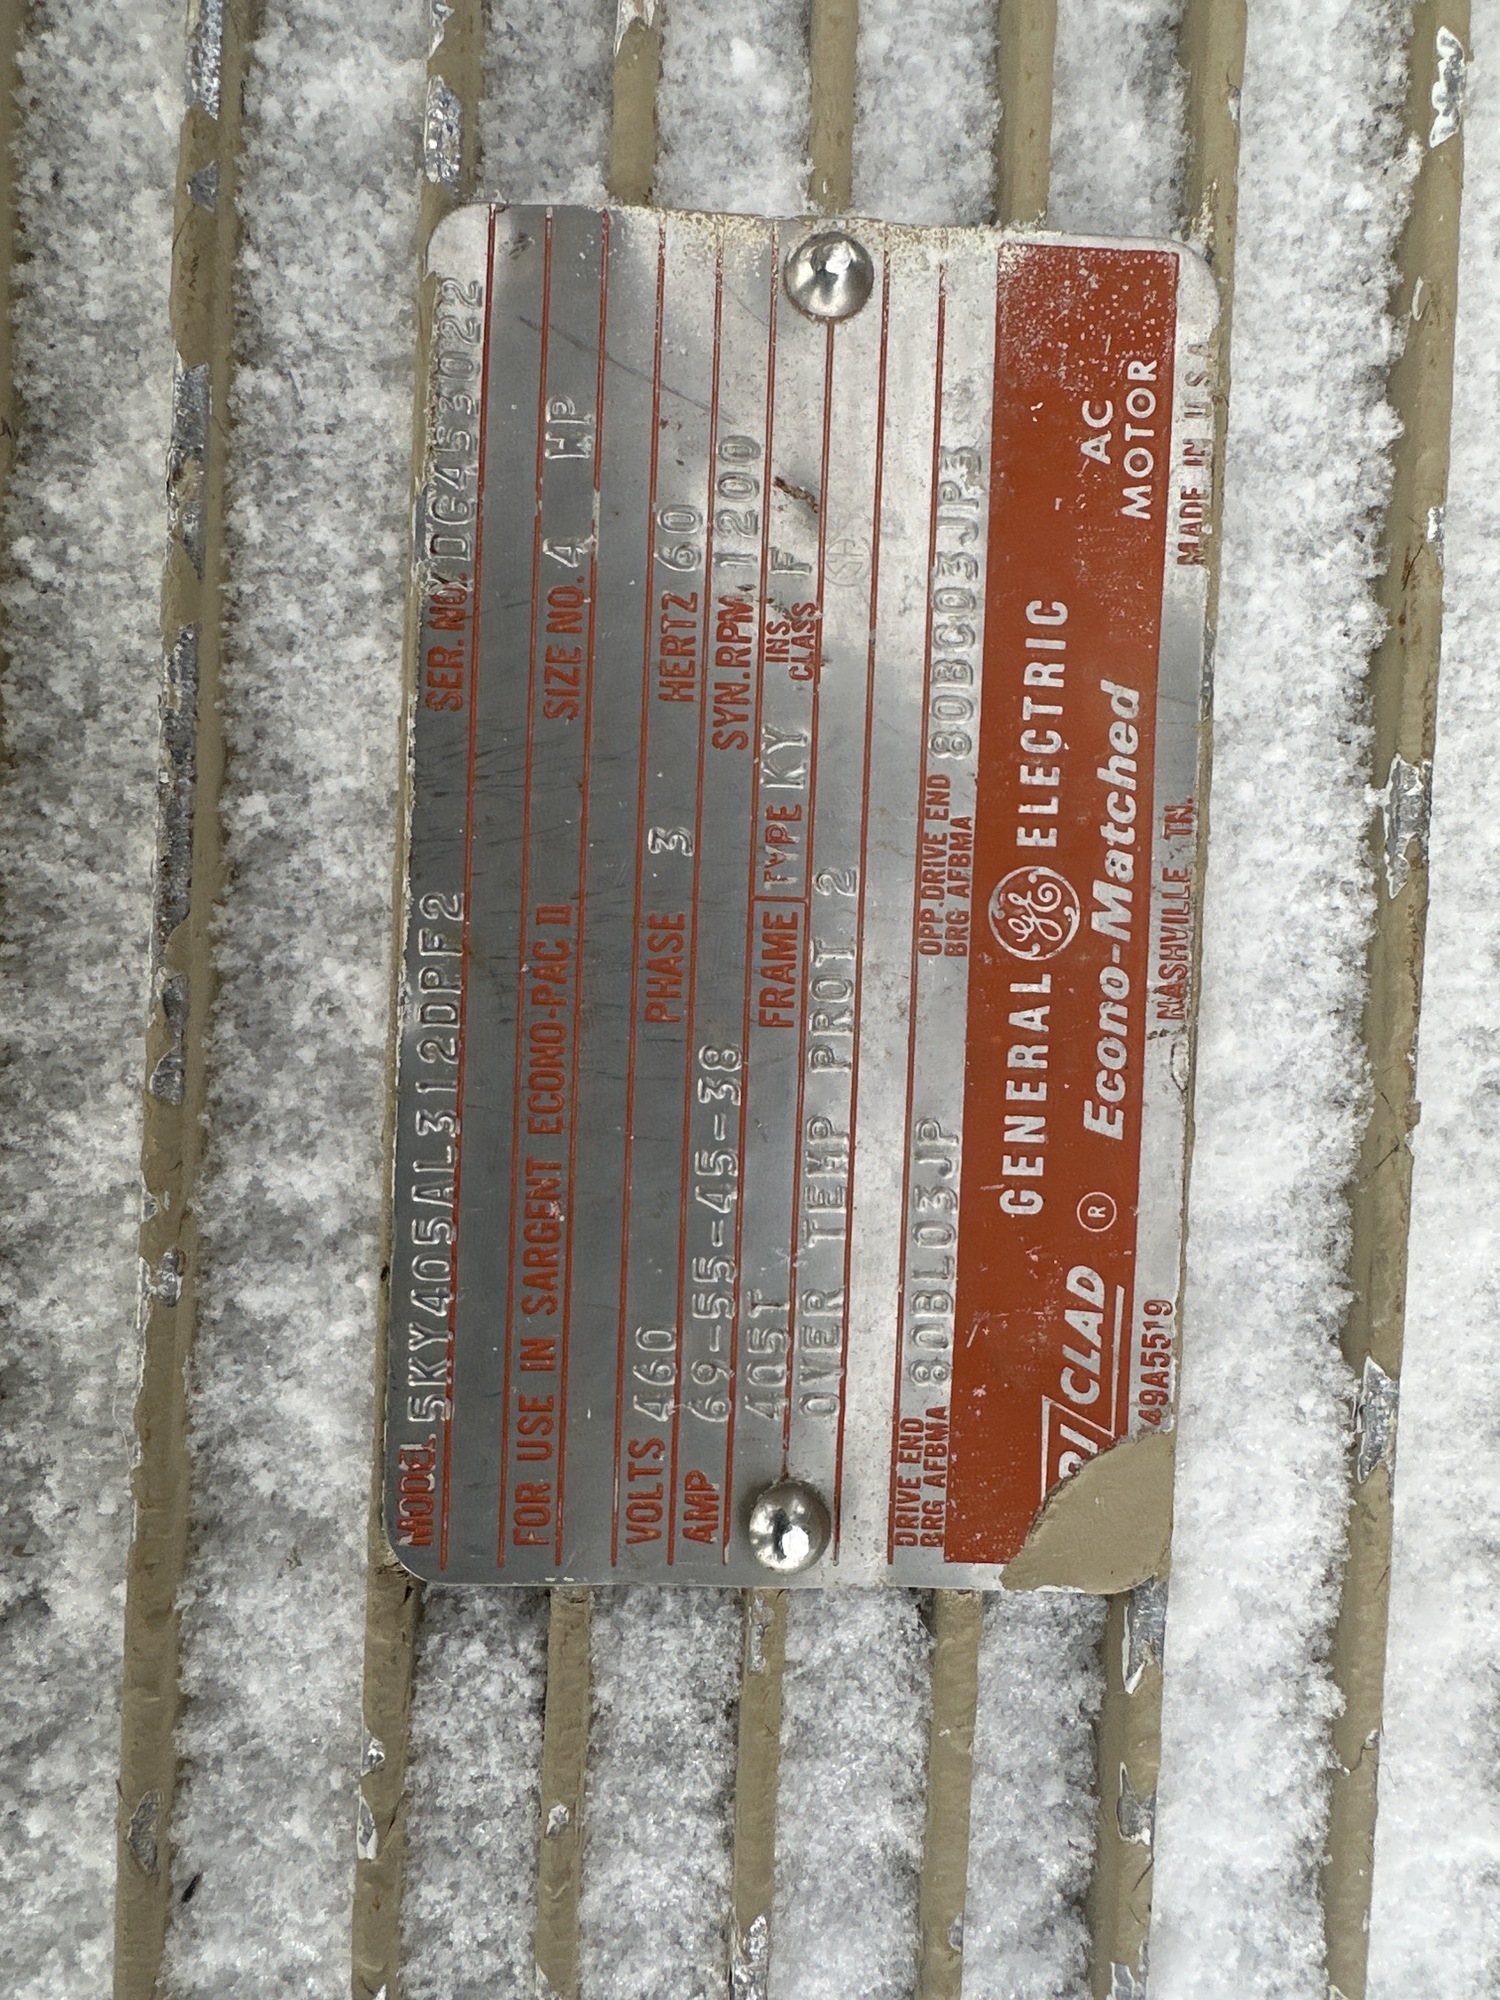 MODEL 5KY405AL312DPF2 SER. NO. YDG453022
FOR USE IN SARGENT ECONO-PAC II SIZE NO. 4 HP
VOLTS 460 PHASE 3 HERTZ 60
AMP 69-55-45-38 SYN.RPM. 1200
405T FRAME TYPE KY INS. CLASS F
OVER TEMP PROT 2
DRIVE END BRG AFBMA 80BL03JP OPP.DRIVE END BRG AFBMA 80BC03JP3
GENERAL GE ELECTRIC
CLAD ® Econo-Matched AC MOTOR
49A5519 NASHVILLE, TN. MADE IN U.S.A.